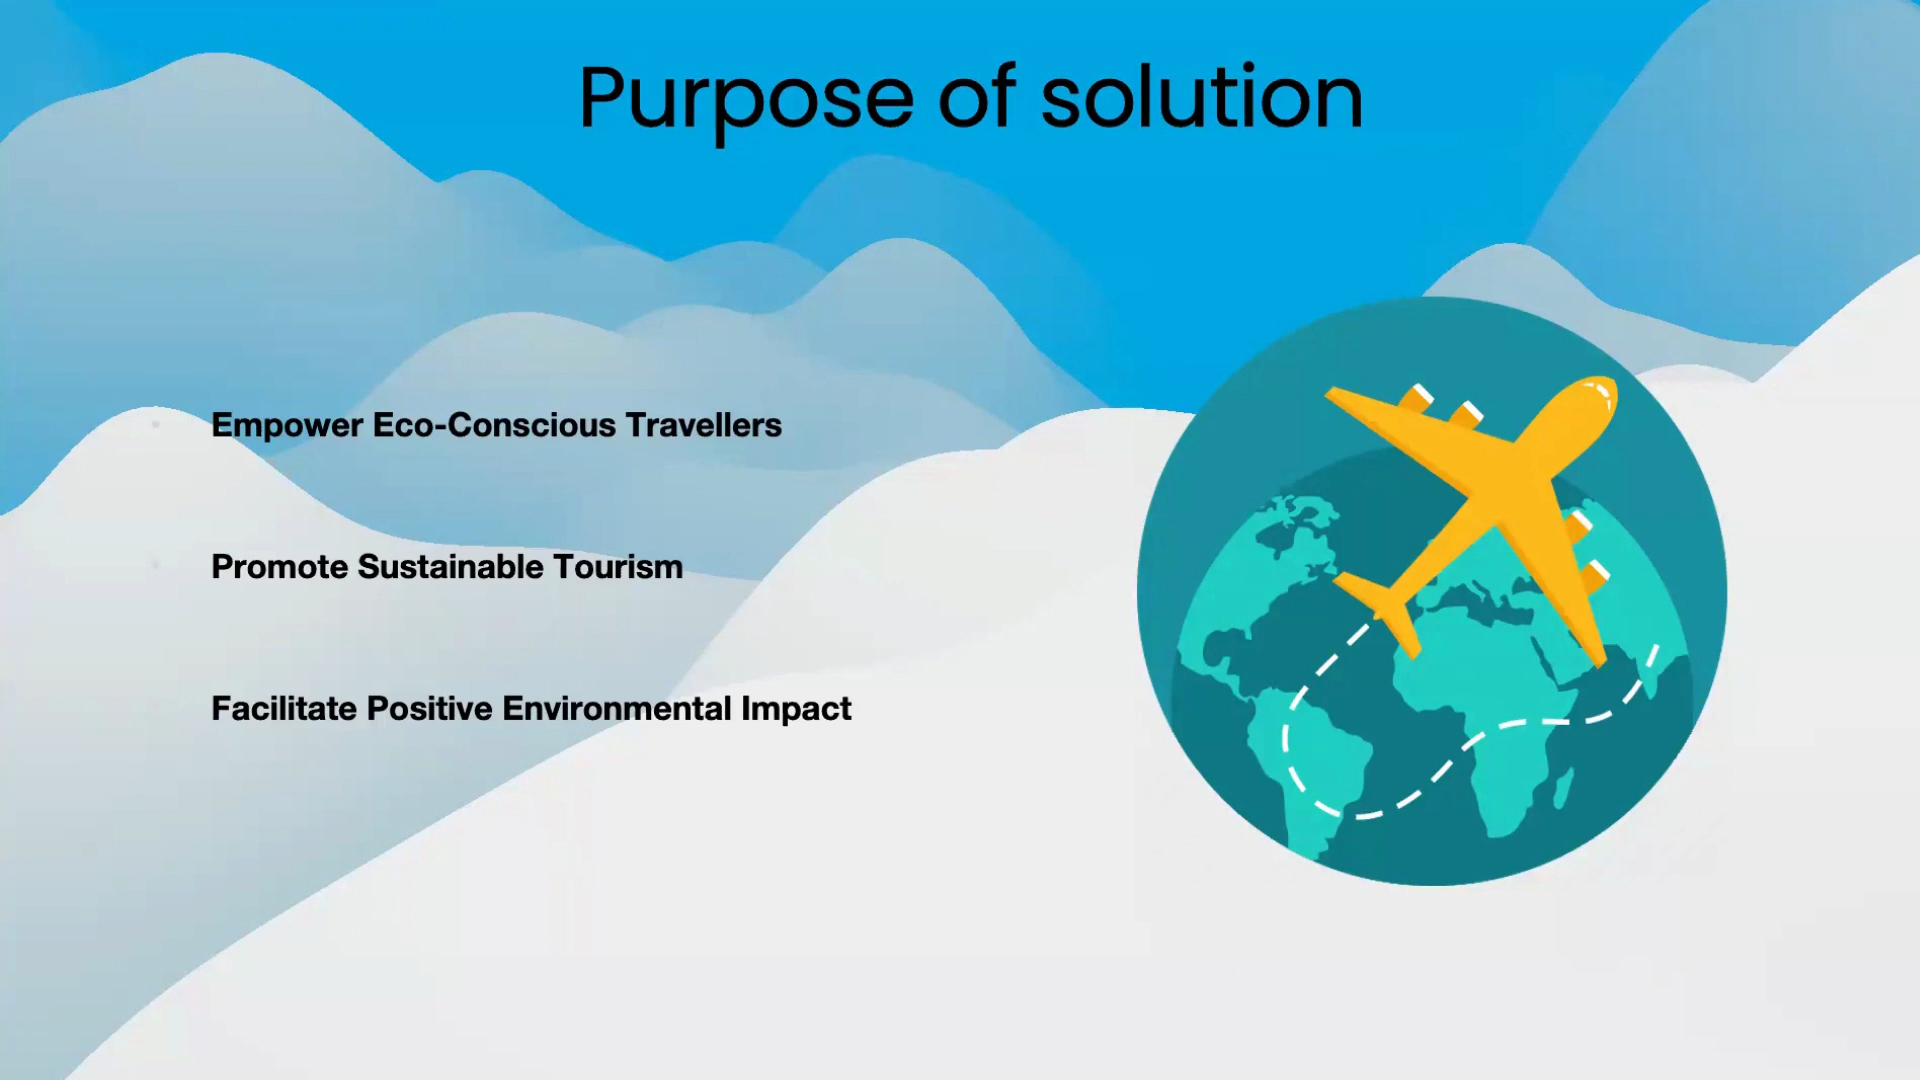 Purpose of solution
Empower Eco-Conscious Travellers
Promote Sustainable Tourism
Facilitate Positive Environmental Impact